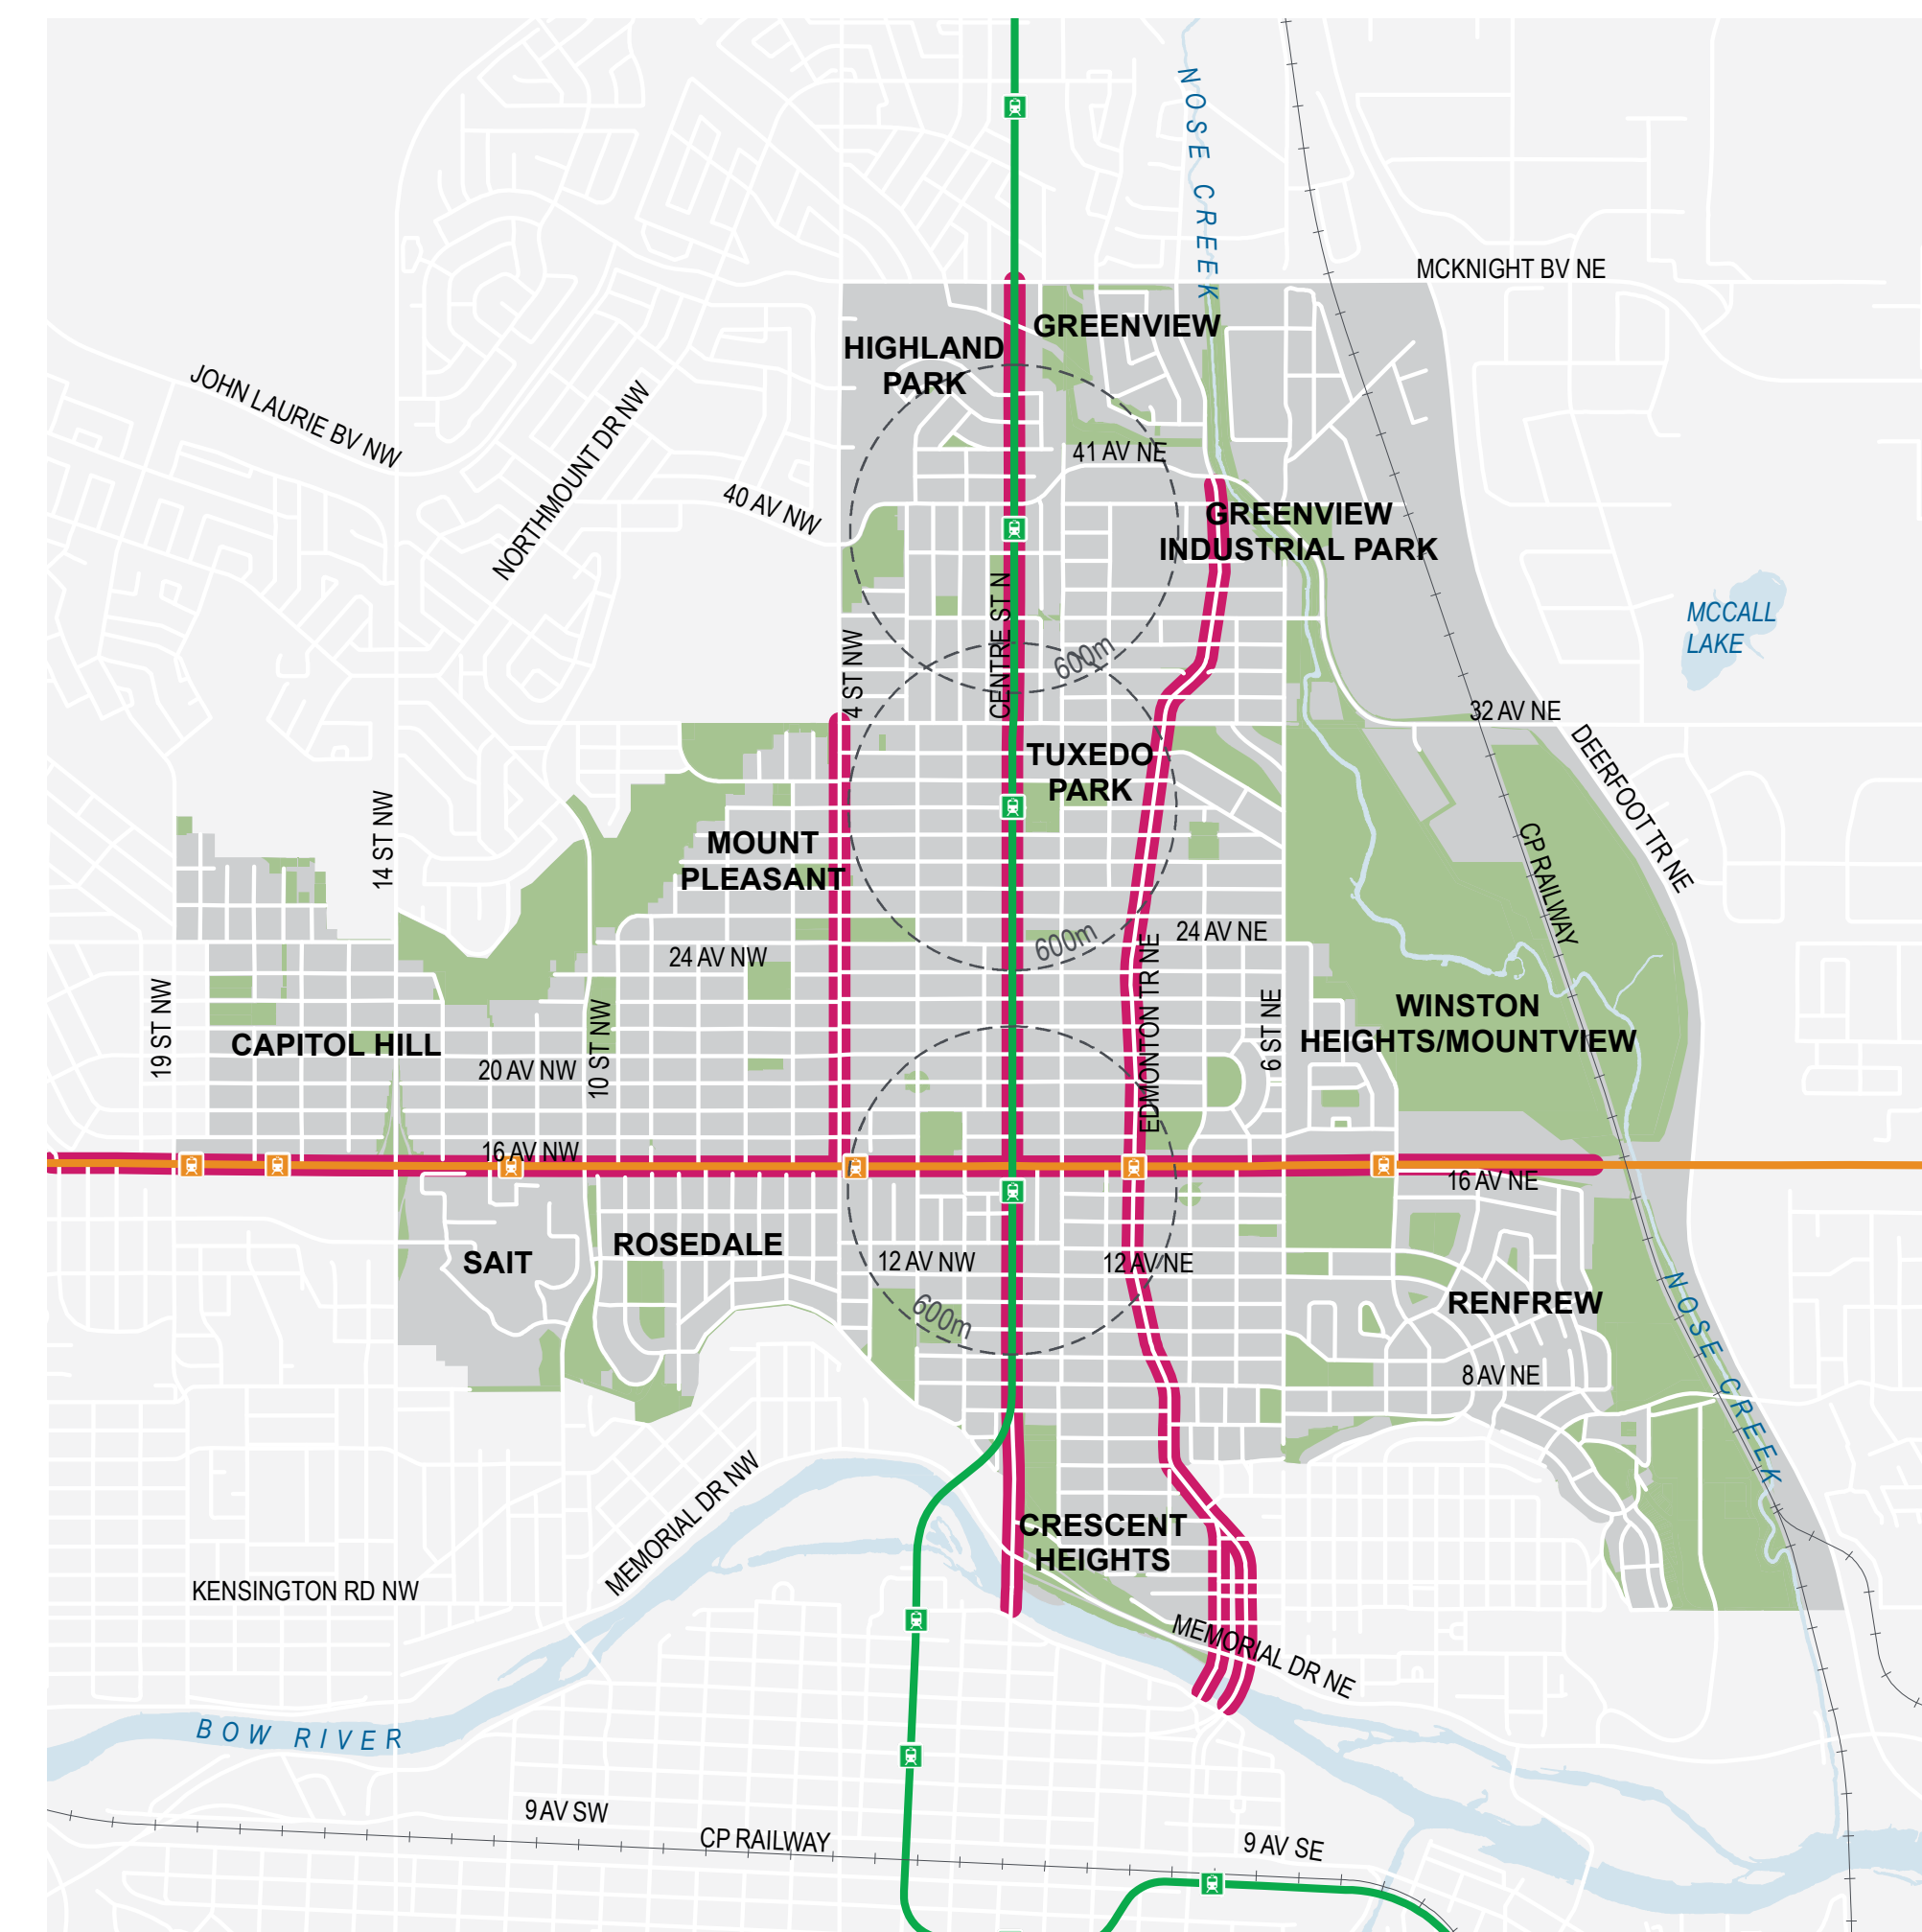 NOSE CREEK
MCKNIGHT BV NE
GREENVIEW
HIGHLAND
PARK
JOHN LAURIE BV NW
NORTHMOUNT DR NW
41 AV NE
40 AV NW
GREENVIEW
INDUSTRIAL PARK
MCCALL
LAKE
CENTRE ST N
4 ST NW
600m
32 AV NE
DEERFOOT TR NE
TUXEDO
PARK
14 ST NW
MOUNT
PLEASANT
CP RAILWAY
24 AV NE
600m
24 AV NW
EDMONTON TR NE
19 ST NW
10 ST NW
6 ST NE
WINSTON
HEIGHTS/MOUNTVIEW
CAPITOL HILL
20 AV NW
16 AV NW
16 AV NE
ROSEDALE
SAIT
12 AV NW
12 AV NE
600m
RENFREW
NOSE CREEK
8 AV NE
MEMORIAL DR NW
CRESCENT
HEIGHTS
KENSINGTON RD NW
MEMORIAL DR NE
BOW RIVER
9 AV SW
CP RAILWAY
9 AV SE